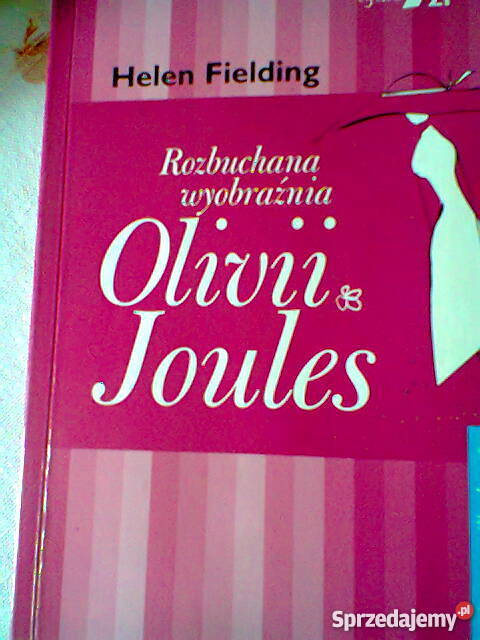 Helen Fielding
Rozbuchana
wyobraźnia
Olivii
Joules
Sprzedajemy.pl